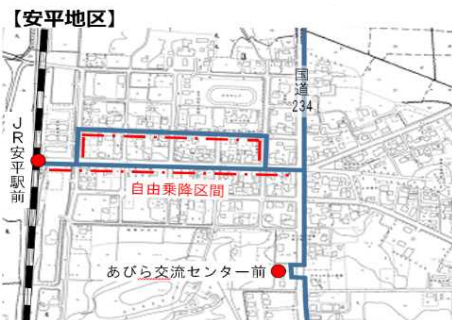 【安平地区】
国道
234
JR安平駅前
自由乗降区間
あびら交流センター前